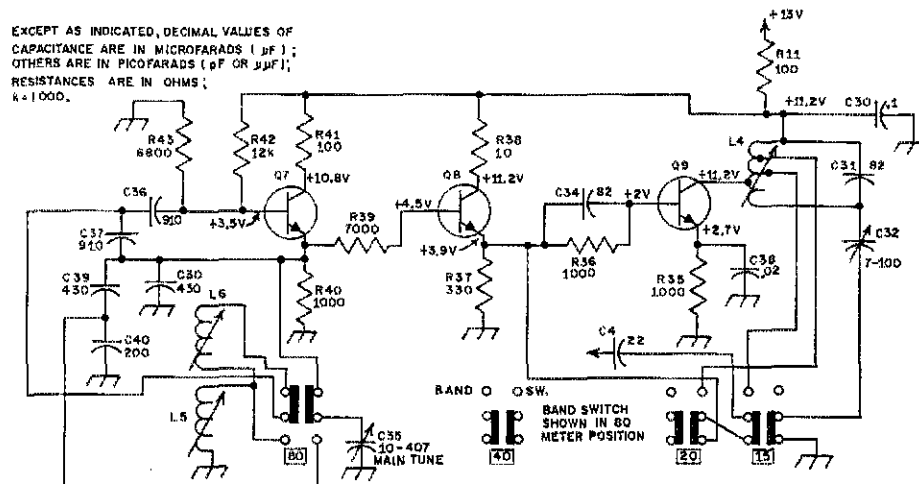 EXCEPT AS INDICATED, DECIMAL VALUES OF
CAPACITANCE ARE IN MICROFARADS ( µF ) ;
OTHERS ARE IN PICOFARADS ( pF OR µµF);
RESISTANCES ARE IN OHMS ;
k=1000.
+13V
R11
100
+11,2V
C30
.1
R43
6800
R42
12k
R41
100
R38
10
L4
C31
82
C36
910
Q7
+10,8V
Q8
+11,2V
C34
82
+2V
Q9
+11,2V
+3,5V
R39
7000
+4,5V
C37
910
+3,9V
R36
1000
+2,7V
C32
7-100
C39
430
C30
430
R40
1000
R37
330
R35
1000
C38
.02
L6
C40
200
C4
22
L5
BAND
SW.
BAND SWITCH
SHOWN IN 80
METER POSITION
C35
10-407
MAIN TUNE
80
40
20
15